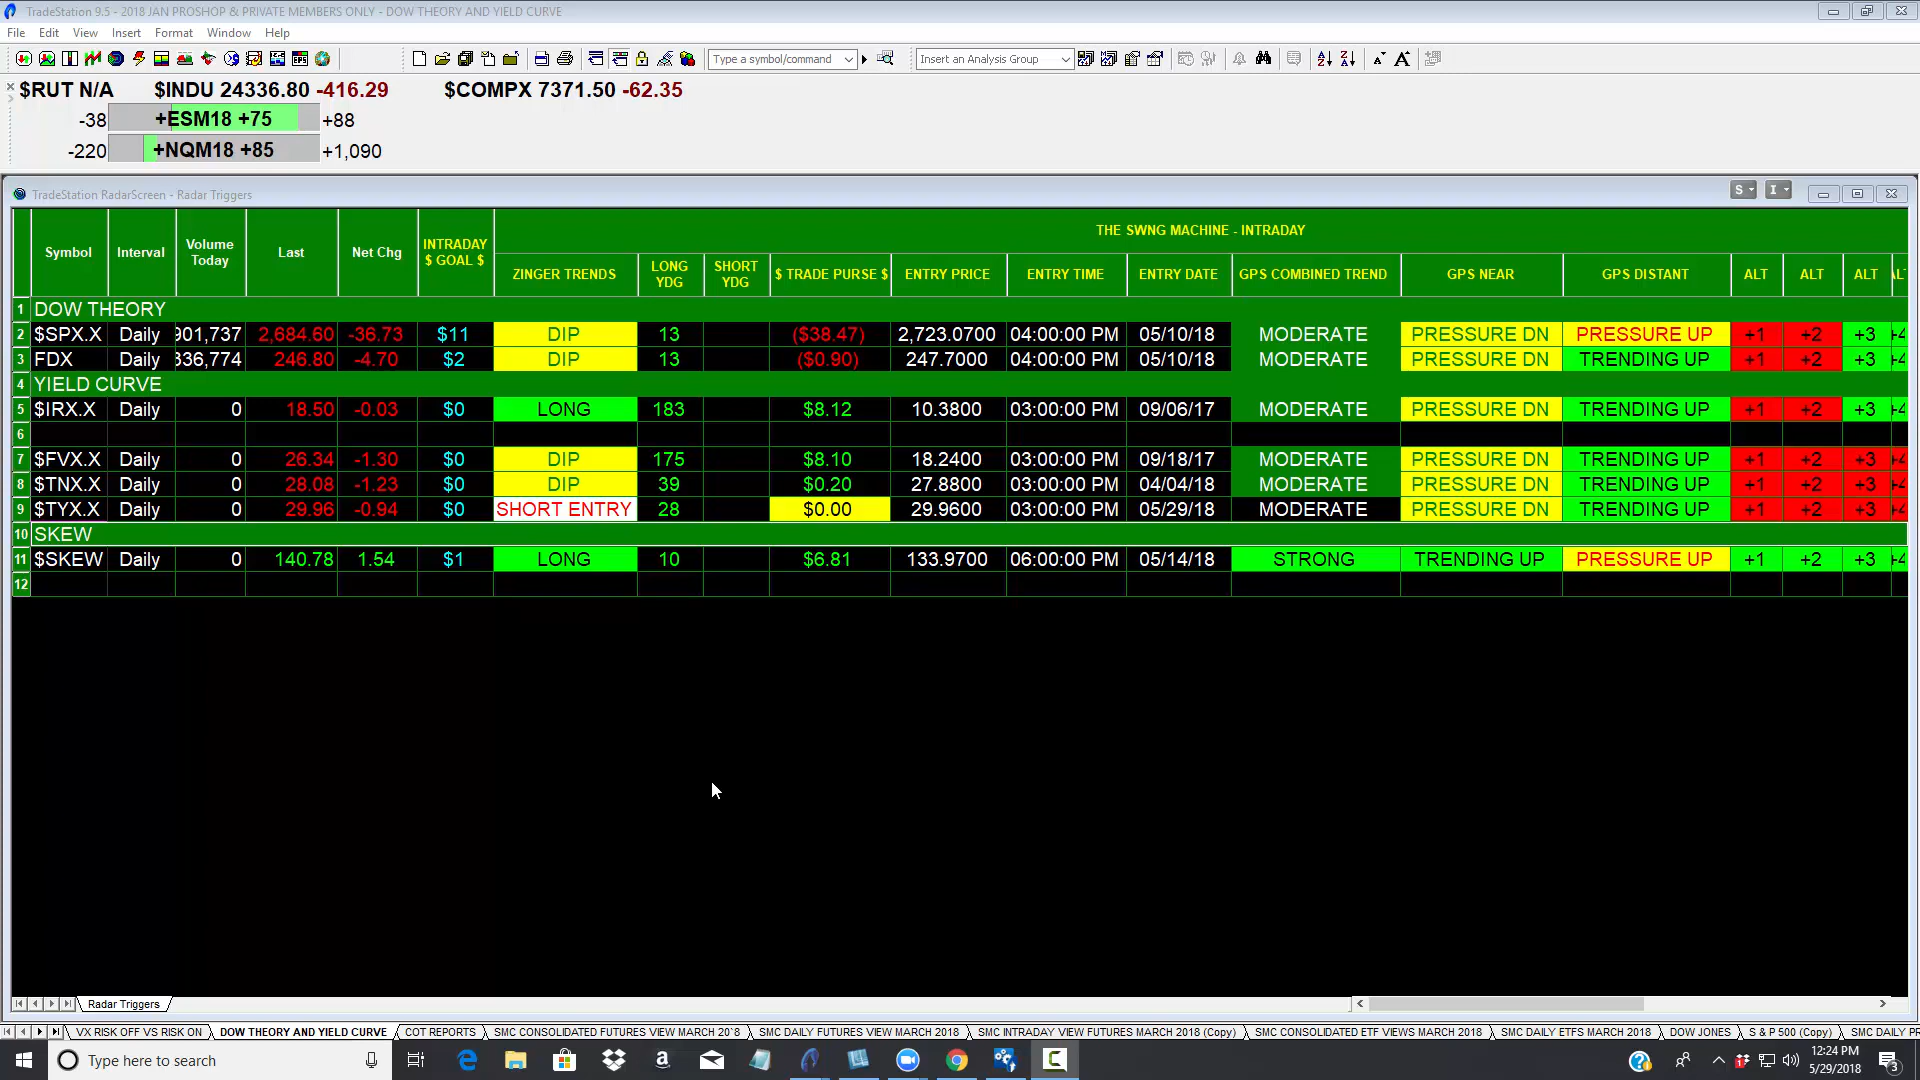 TradeStation 9.5 - 2018 JAN PROSHOP & PRIVATE MEMBERS ONLY - DOW THEORY AND YIELD CURVE
File Edit View Insert Format Window Help
Type a symbol/command Insert an Analysis Group
$RUT N/A $INDU 24336.80 -416.29 $COMPX 7371.50 -62.35
-38 +ESM18 +75 +88
-220 +NQM18 +85 +1,090
TradeStation RadarScreen - Radar Triggers S I
THE SWNG MACHINE - INTRADAY
Symbol Interval Volume Today Last Net Chg INTRADAY $ GOAL $ ZINGER TRENDS LONG YDG SHORT YDG $ TRADE PURSE $ ENTRY PRICE ENTRY TIME ENTRY DATE GPS COMBINED TREND GPS NEAR GPS DISTANT ALT ALT ALT
1 DOW THEORY
2 $SPX.X Daily 901,737 2,684.60 -36.73 $11 DIP 13 ($38.47) 2,723.0700 04:00:00 PM 05/10/18 MODERATE PRESSURE DN PRESSURE UP +1 +2 +3 +4
3 FDX Daily 336,774 246.80 -4.70 $2 DIP 13 ($0.90) 247.7000 04:00:00 PM 05/10/18 MODERATE PRESSURE DN TRENDING UP +1 +2 +3 +4
4 YIELD CURVE
5 $IRX.X Daily 0 18.50 -0.03 $0 LONG 183 $8.12 10.3800 03:00:00 PM 09/06/17 MODERATE PRESSURE DN TRENDING UP +1 +2 +3 +4
6
7 $FVX.X Daily 0 26.34 -1.30 $0 DIP 175 $8.10 18.2400 03:00:00 PM 09/18/17 MODERATE PRESSURE DN TRENDING UP +1 +2 +3 +4
8 $TNX.X Daily 0 28.08 -1.23 $0 DIP 39 $0.20 27.8800 03:00:00 PM 04/04/18 MODERATE PRESSURE DN TRENDING UP +1 +2 +3 +4
9 $TYX.X Daily 0 29.96 -0.94 $0 SHORT ENTRY 28 $0.00 29.9600 03:00:00 PM 05/29/18 MODERATE PRESSURE DN TRENDING UP +1 +2 +3 +4
10 SKEW
11 $SKEW Daily 0 140.78 1.54 $1 LONG 10 $6.81 133.9700 06:00:00 PM 05/14/18 STRONG TRENDING UP PRESSURE UP +1 +2 +3 +4
12
Radar Triggers
VX RISK OFF VS RISK ON DOW THEORY AND YIELD CURVE COT REPORTS SMC CONSOLIDATED FUTURES VIEW MARCH 20`8 SMC DAILY FUTURES VIEW MARCH 2018 SMC INTRADAY VIEW FUTURES MARCH 2018 (Copy) SMC CONSOLIDATED ETF VIEWS MARCH 2018 SMC DAILY ETFS MARCH 2018 DOW JONES S & P 500 (Copy) SMC DAILY PR
Type here to search
12:24 PM
5/29/2018
3